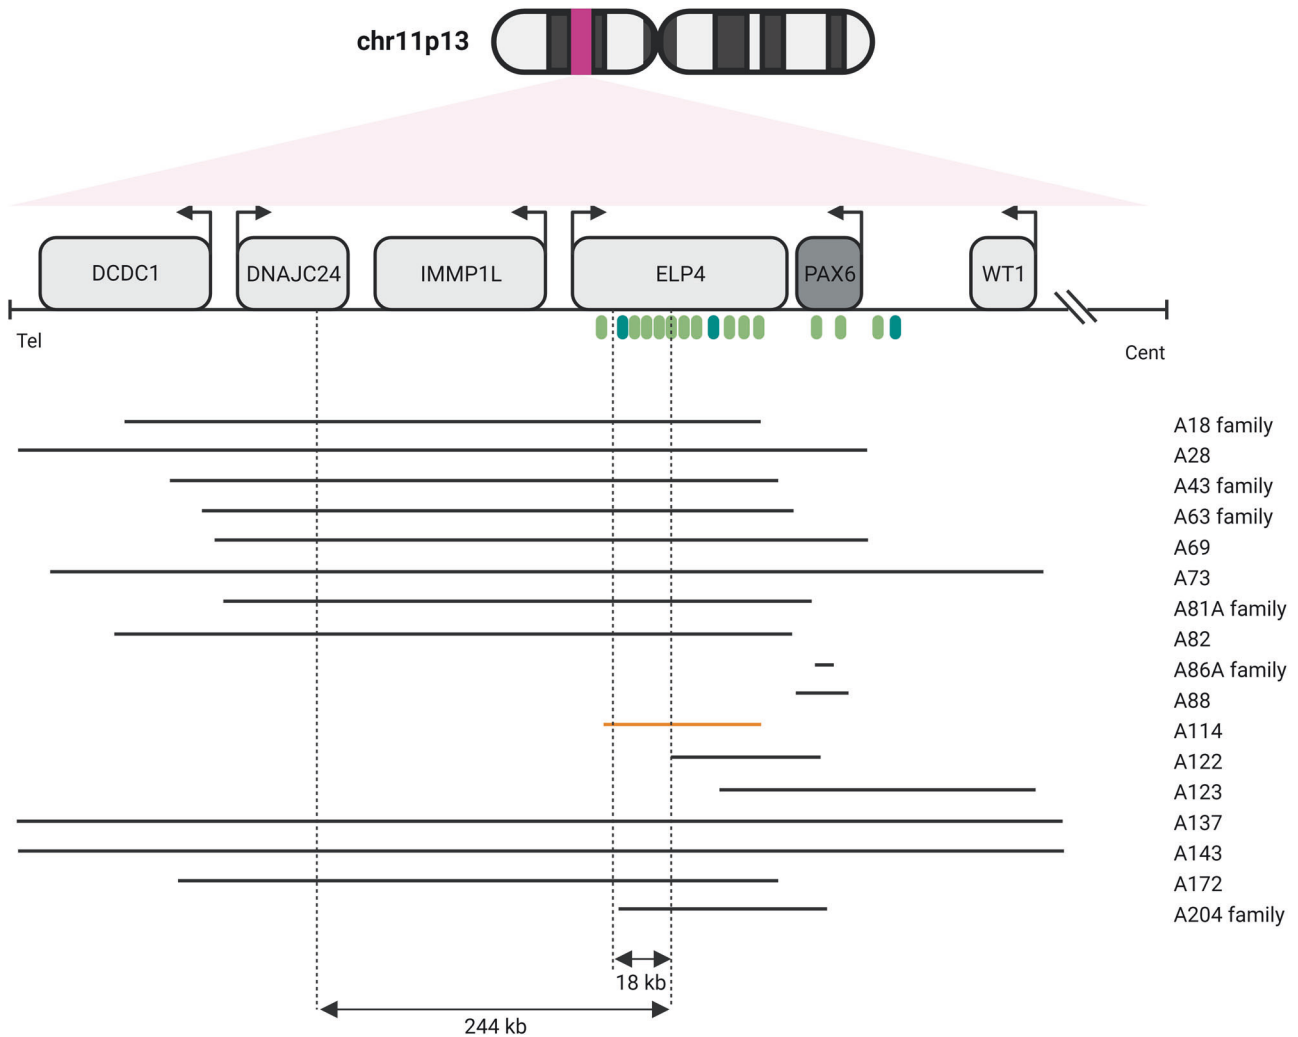 chr11p13
DCDC1
DNAJC24
IMMP1L
ELP4
PAX6
WT1
Tel
Cent
A18 family
A28
A43 family
A63 family
A69
A73
A81A family
A82
A86A family
A88
A114
A122
A123
A137
A143
A172
A204 family
18 kb
244 kb